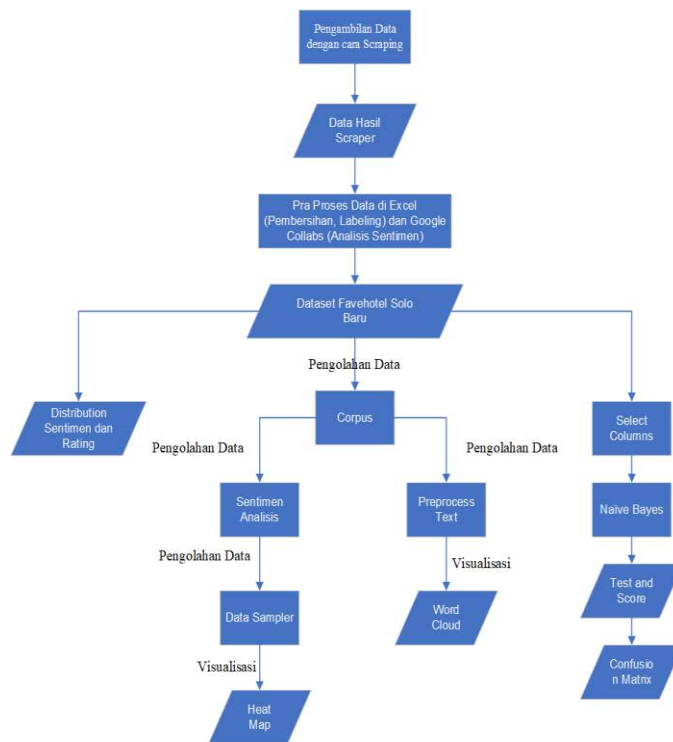 Pengambilan Data
dengan cara Scraping
Data Hasil
Scraper
Pra Proses Data di Excel
(Pembersihan, Labeling) dan Google
Collabs (Analisis Sentimen)
Dataset Favehotel Solo
Baru
Pengolahan Data
Distribution
Sentimen dan
Rating
Corpus
Select
Columns
Pengolahan Data
Pengolahan Data
Sentimen
Analisis
Preprocess
Text
Naïve Bayes
Pengolahan Data
Visualisasi
Data Sampler
Word
Cloud
Test and
Score
Visualisasi
Confusio
n Matrix
Heat
Map